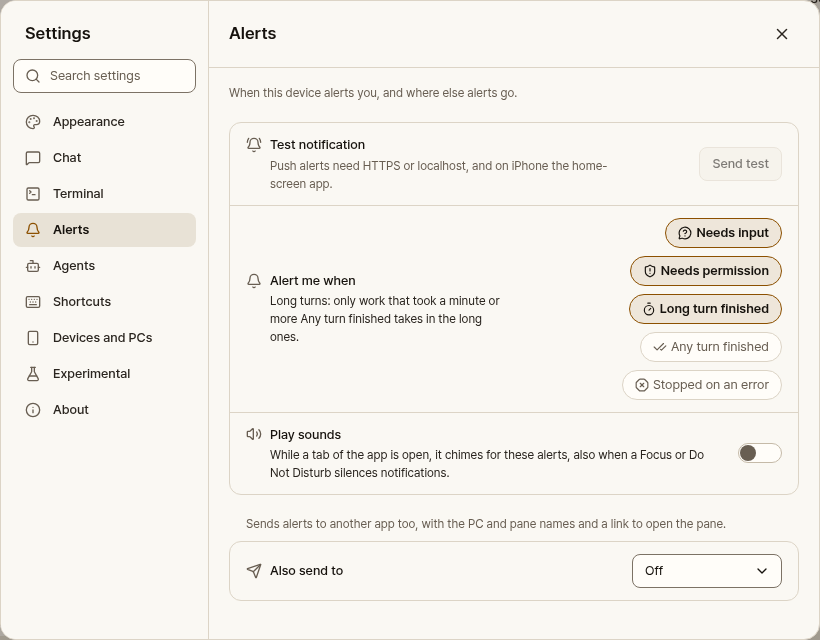 Settings
Search settings
Appearance
Chat
Terminal
Alerts
Agents
Shortcuts
Devices and PCs
Experimental
About
Alerts
When this device alerts you, and where else alerts go.
Test notification
Push alerts need HTTPS or localhost, and on iPhone the home-
screen app.
Send test
Alert me when
Long turns: only work that took a minute or
more Any turn finished takes in the long
ones.
Needs input
Needs permission
Long turn finished
Any turn finished
Stopped on an error
Play sounds
While a tab of the app is open, it chimes for these alerts, also when a Focus or Do
Not Disturb silences notifications.
Sends alerts to another app too, with the PC and pane names and a link to open the pane.
Also send to
Off